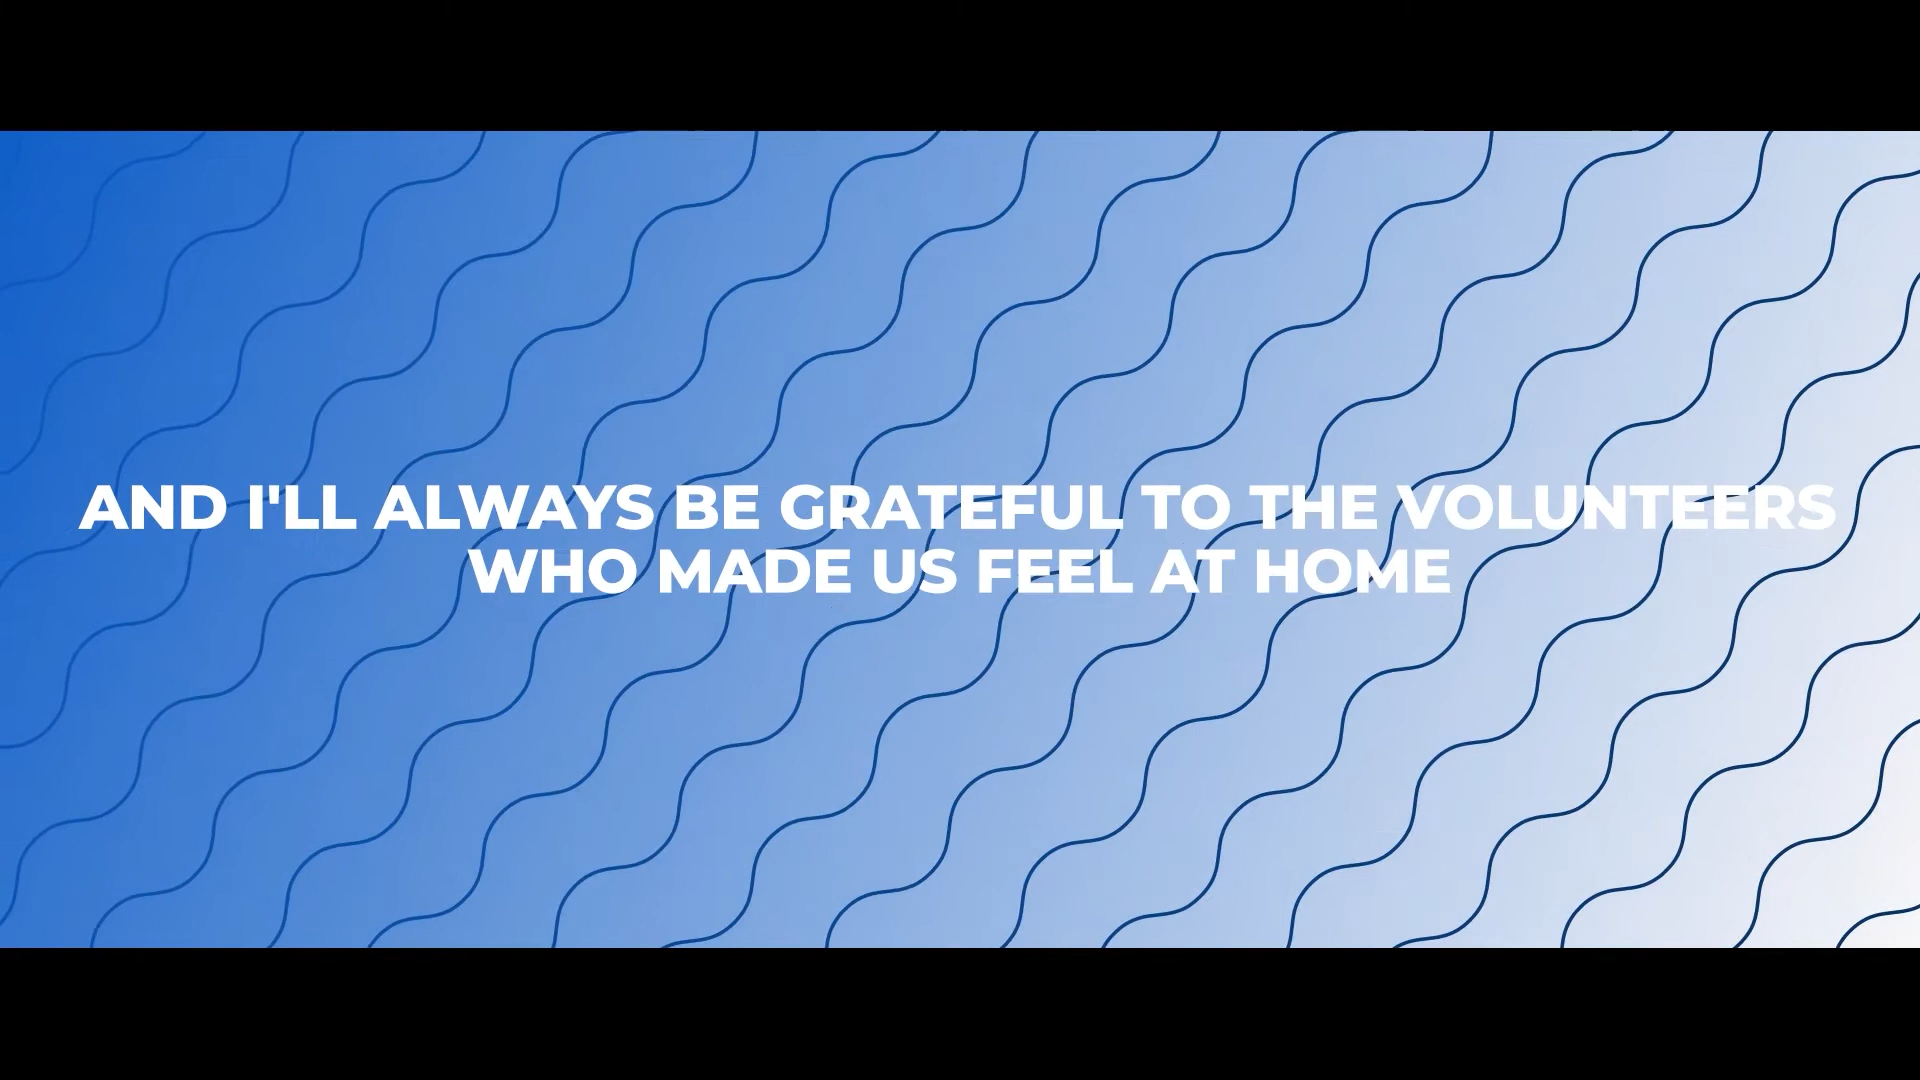 AND I'LL ALWAYS BE GRATEFUL TO THE VOLUNTEERS
WHO MADE US FEEL AT HOME